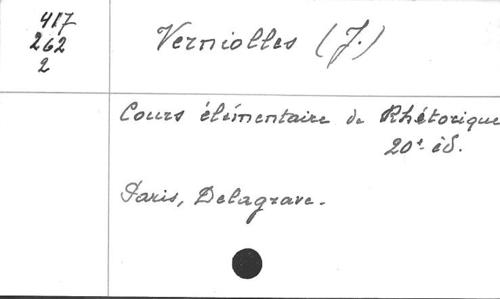 417
262
2
Verniolles (J.)
Cours élémentaire de Rhétorique
20e éd.
Paris, Delagrave.